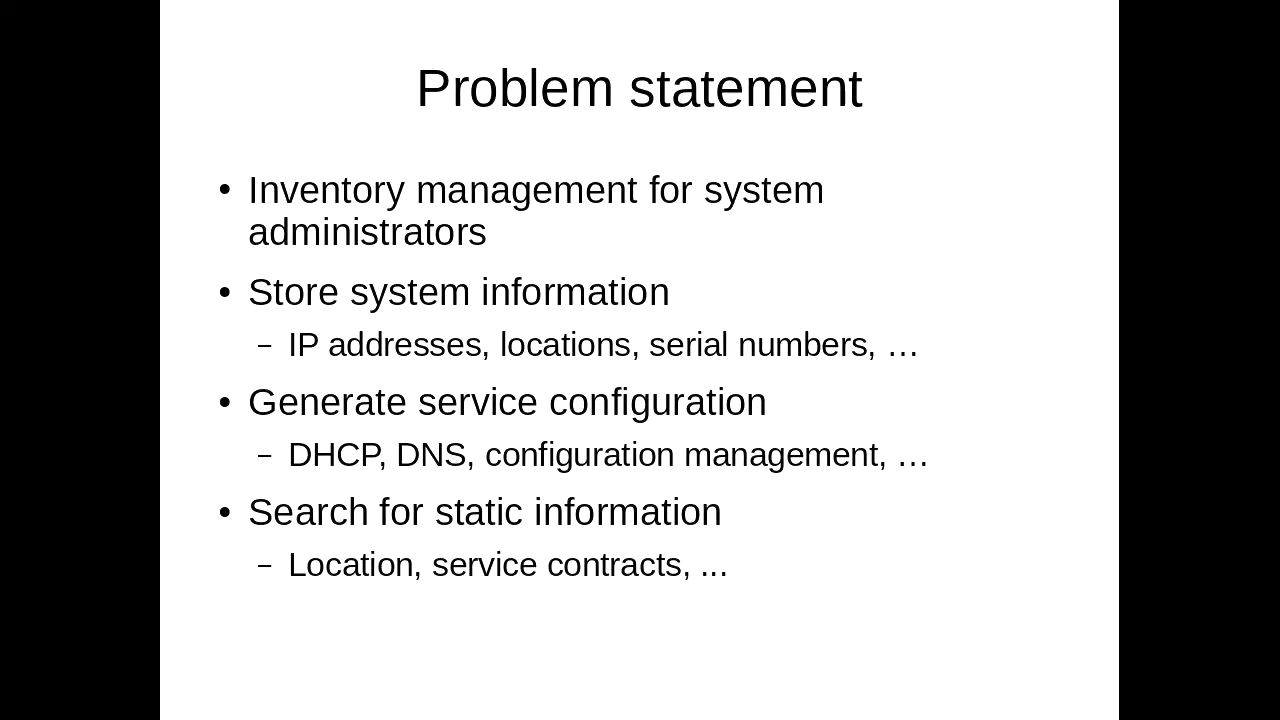 Problem statement
• Inventory management for system
administrators
• Store system information
– IP addresses, locations, serial numbers, …
• Generate service configuration
– DHCP, DNS, configuration management, …
• Search for static information
– Location, service contracts, ...